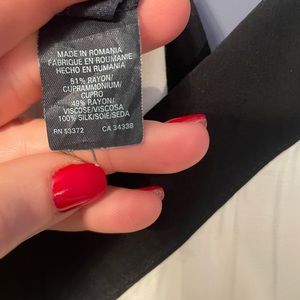 MADE IN ROMANIA
FABRIQUE EN ROUMANIE
HECHO EN RUMANIA
51% RAYON/
CUPRAMMONIUM/
CUPRO
49% RAYON/
VISCOSE/VISCOSA
100% SILK/SOIE/SEDA
RN 53372 CA 34338